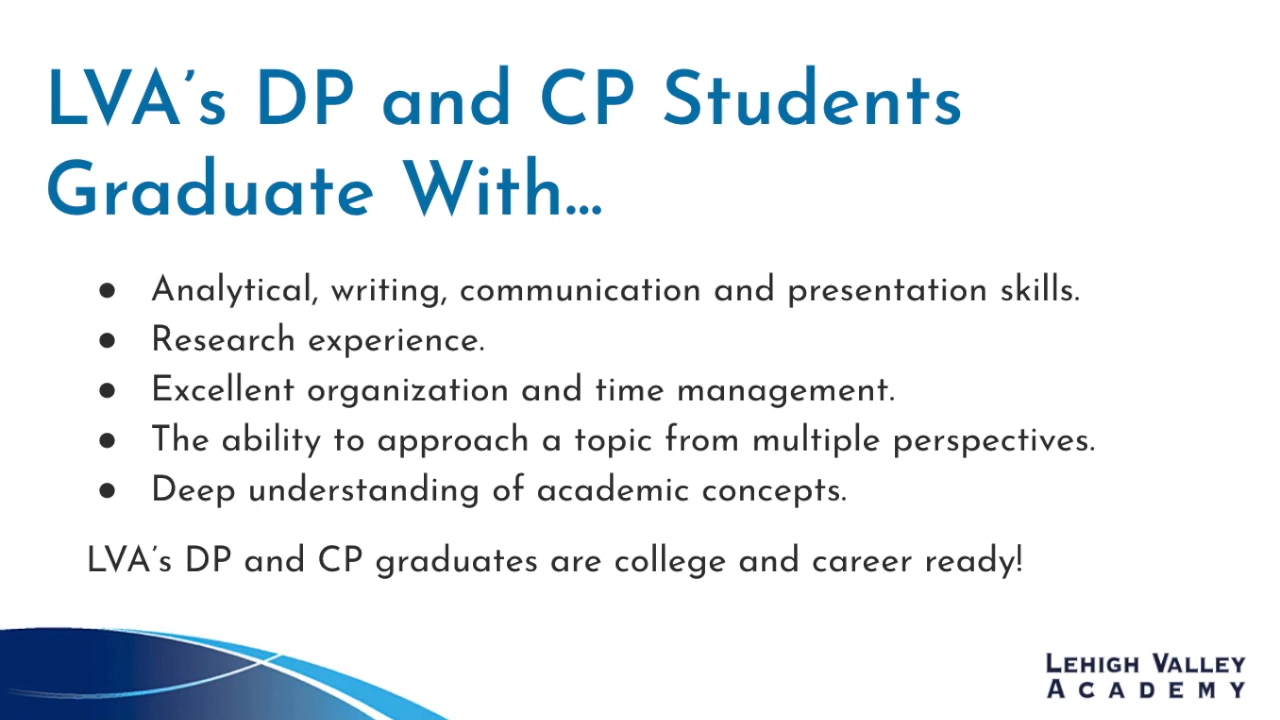 LVA's DP and CP Students
Graduate With...
● Analytical, writing, communication and presentation skills.
● Research experience.
● Excellent organization and time management.
● The ability to approach a topic from multiple perspectives.
● Deep understanding of academic concepts.
LVA's DP and CP graduates are college and career ready!
LEHIGH VALLEY
ACADEMY